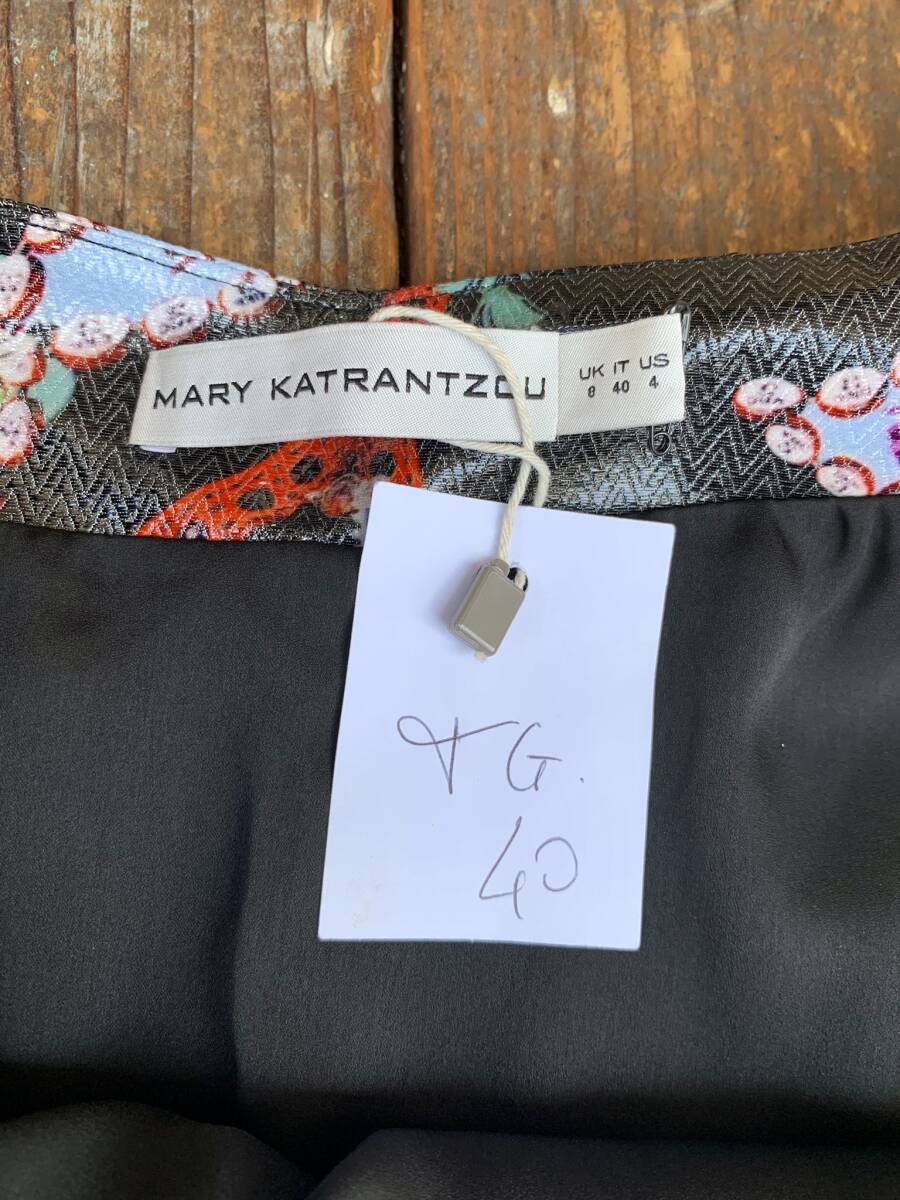 MARY KATRANTZOU
UK IT US
8 40 4
TG.
40